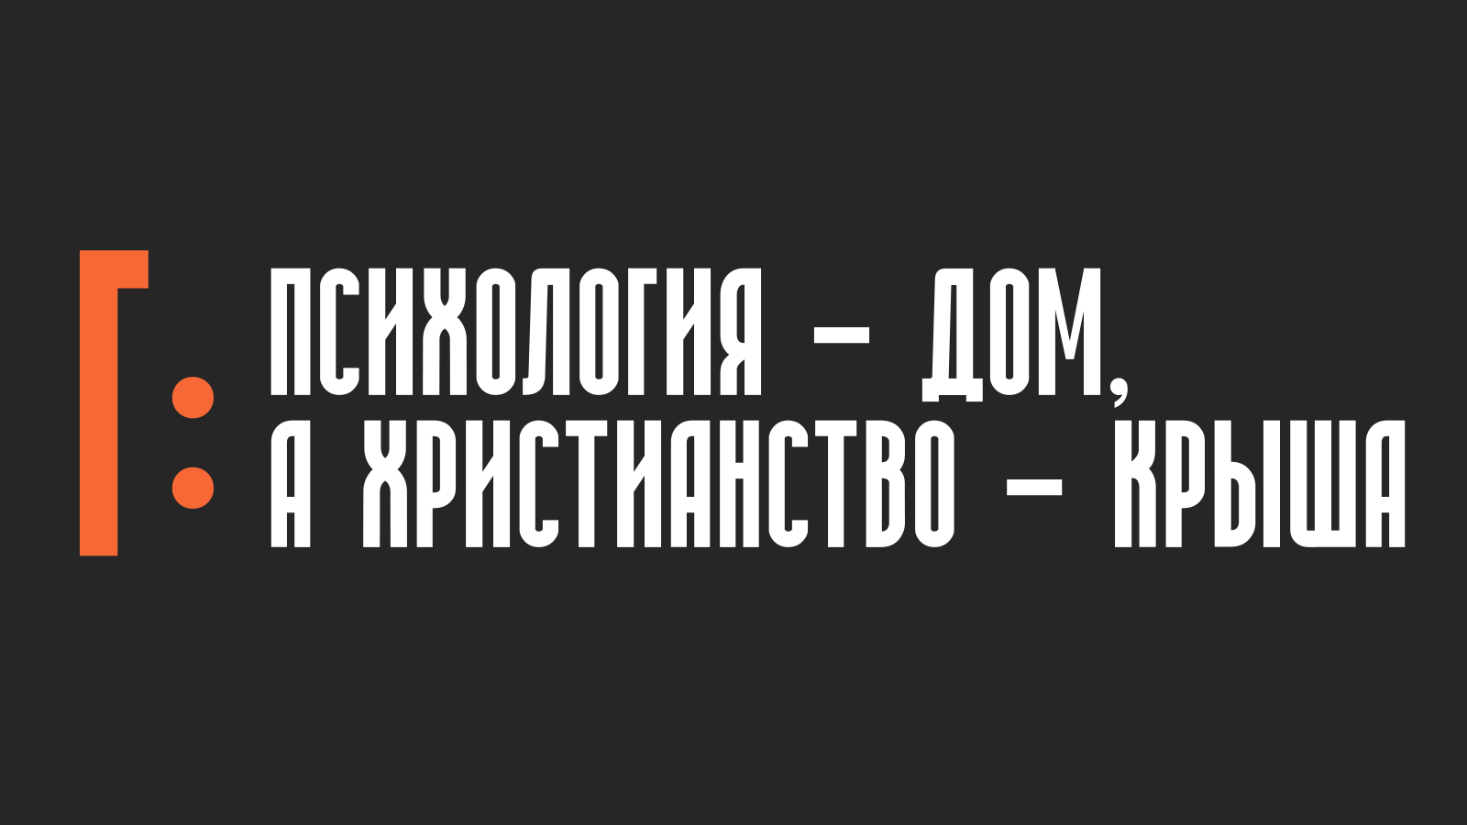 Г:
ПСИХОЛОГИЯ – ДОМ,
А ХРИСТИАНСТВО – КРЫША